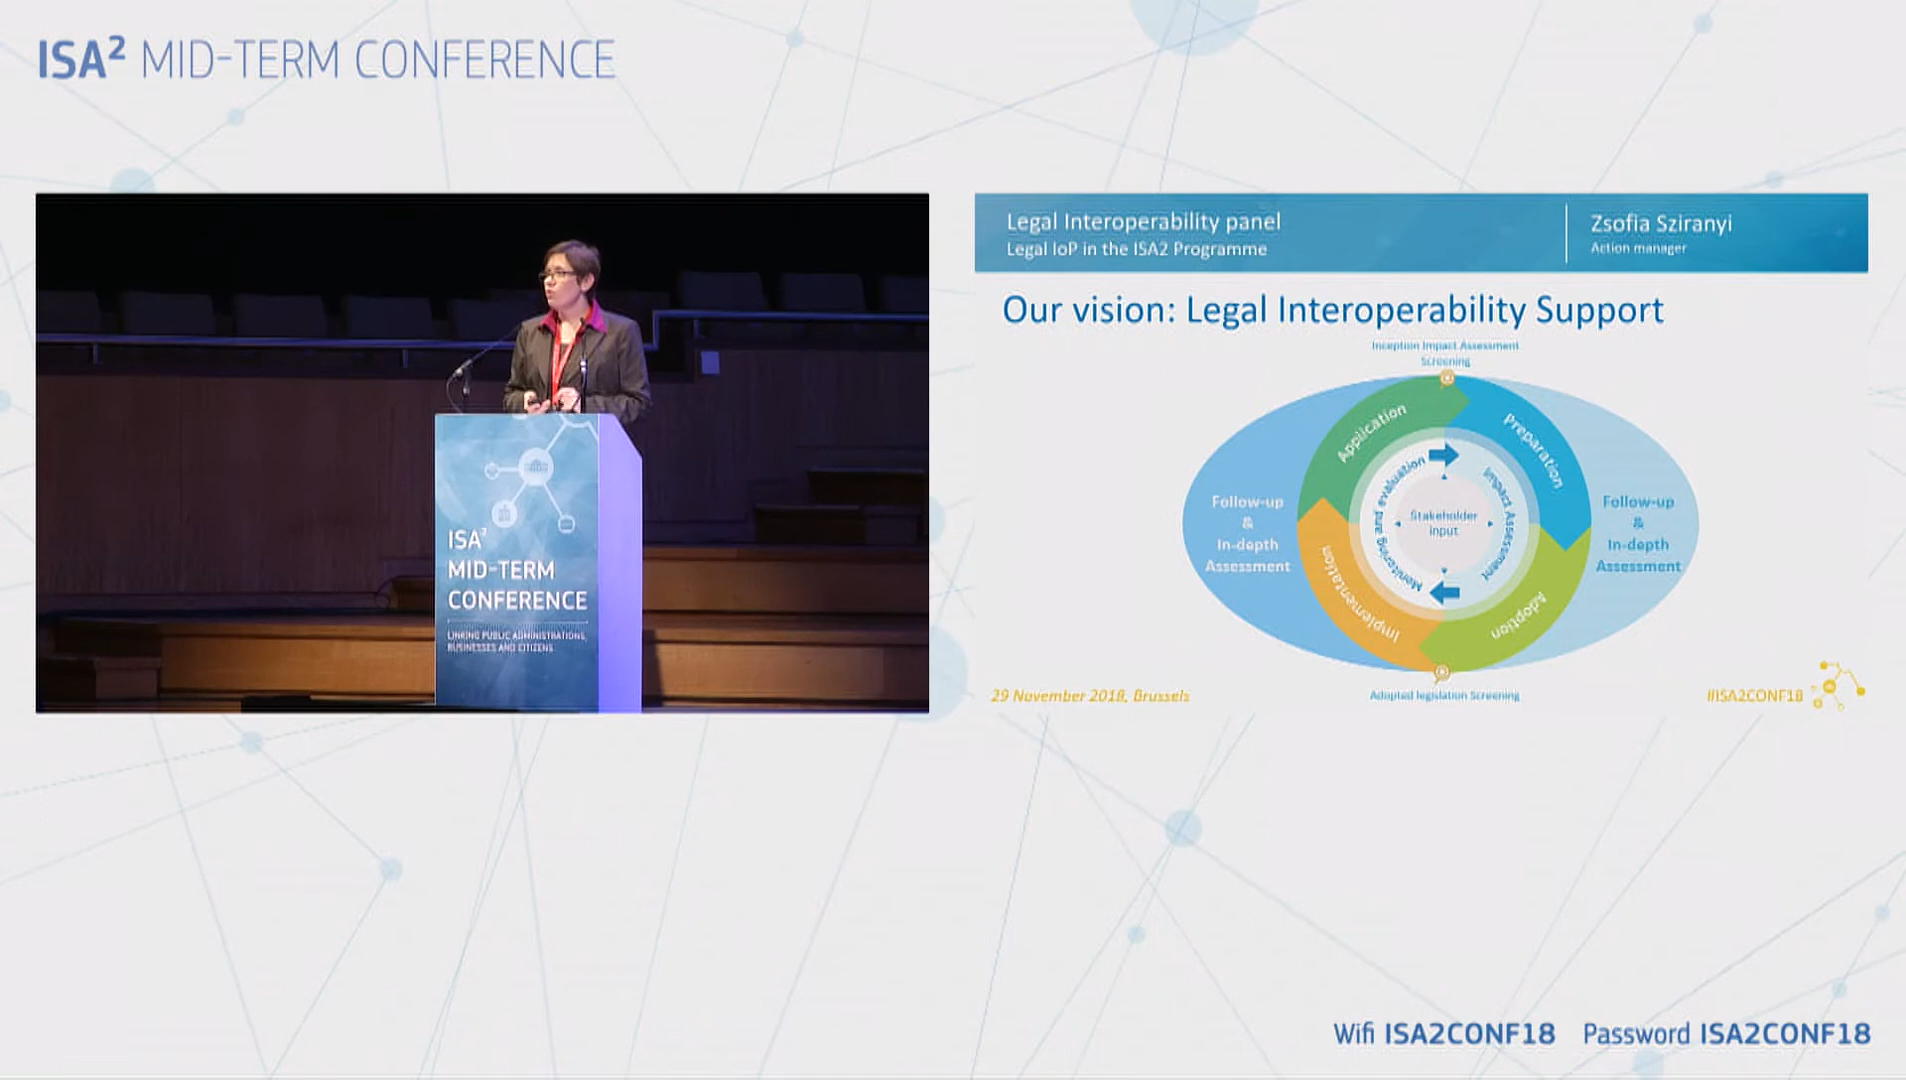 ISA² MID-TERM CONFERENCE
ISA²
MID-TERM
CONFERENCE
LINKING PUBLIC ADMINISTRATIONS,
BUSINESSES AND CITIZENS
Legal Interoperability panel
Legal IoP in the ISA2 Programme
Zsofia Sziranyi
Action manager
Our vision: Legal Interoperability Support
Inception Impact Assessment
Screening
Application
Preparation
Monitoring and evaluation
Impact Assessment
Stakeholder
input
Follow-up
&
In-depth
Assessment
Follow-up
&
In-depth
Assessment
Implementation
Adoption
29 November 2018, Brussels
Adopted legislation Screening
#ISA2CONF18
Wifi ISA2CONF18 Password ISA2CONF18